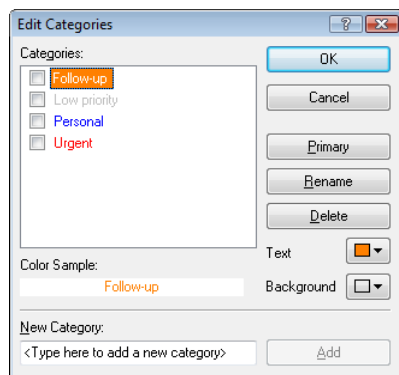 Edit Categories
Categories:
Follow-up
Low priority
Personal
Urgent
OK
Cancel
Primary
Rename
Delete
Text
Background
Color Sample:
Follow-up
New Category:
<Type here to add a new category>
Add